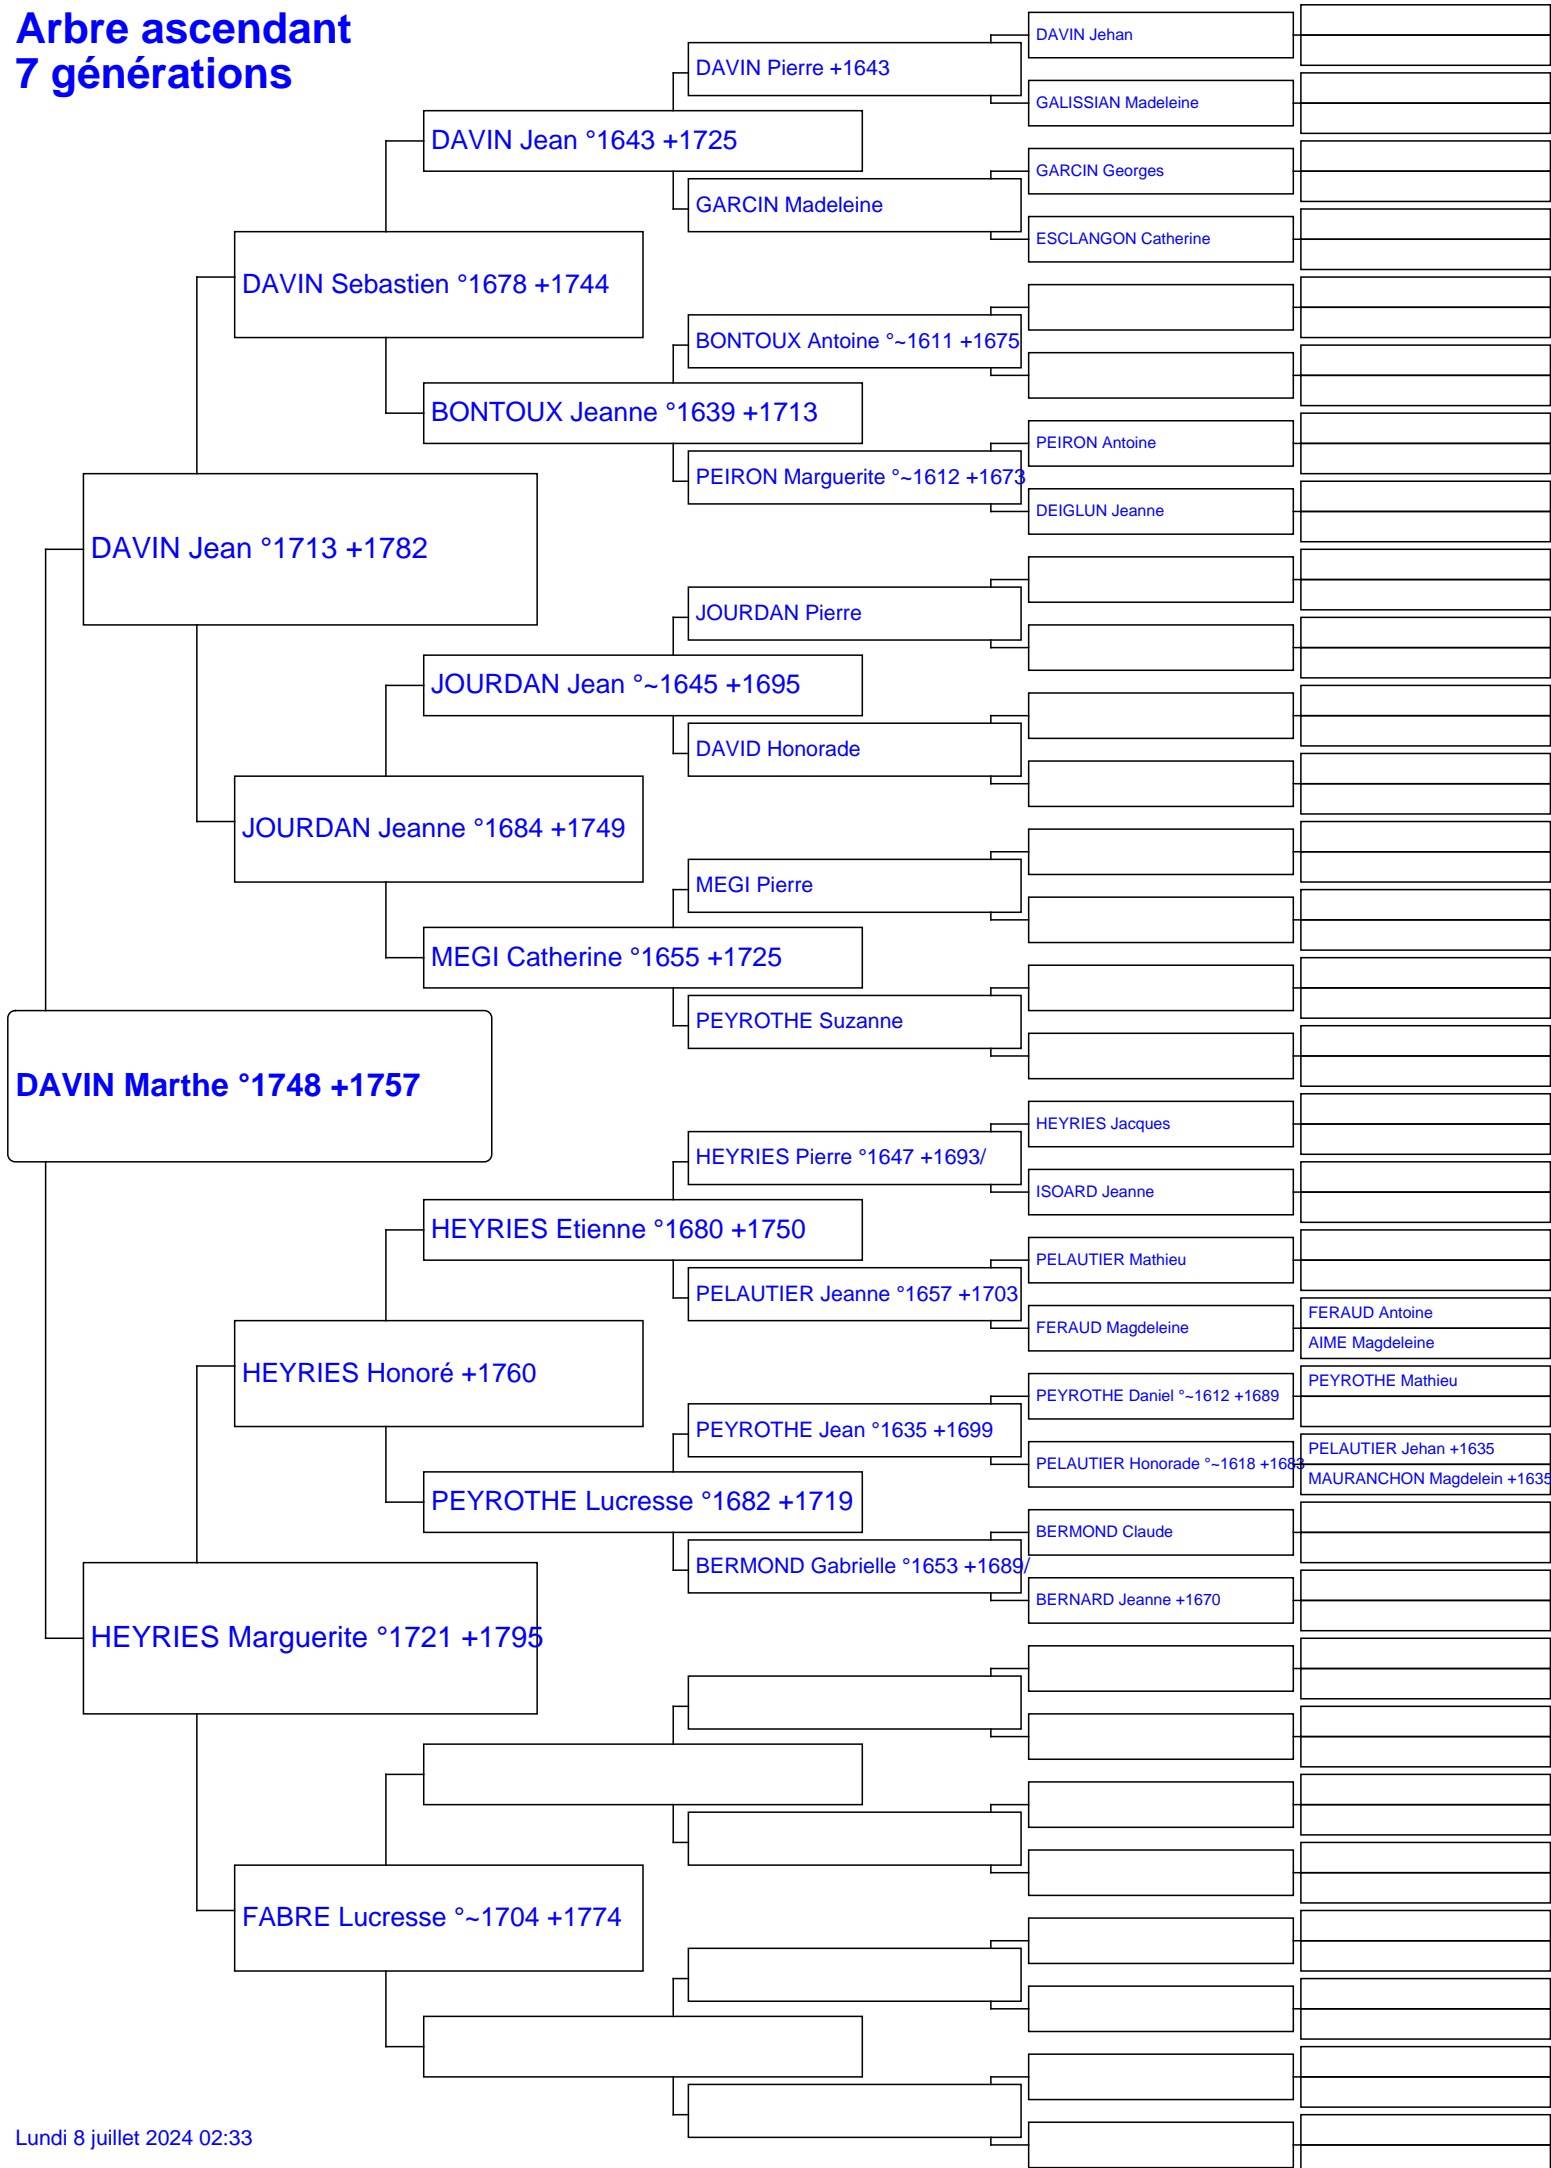 Arbre ascendant
7 générations
DAVIN Jehan
DAVIN Pierre +1643
GALISSIAN Madeleine
DAVIN Jean °1643 +1725
GARCIN Georges
GARCIN Madeleine
ESCLANGON Catherine
DAVIN Sebastien °1678 +1744
BONTOUX Antoine °~1611 +1675
BONTOUX Jeanne °1639 +1713
PEIRON Antoine
PEIRON Marguerite °~1612 +1673
DEIGLUN Jeanne
DAVIN Jean °1713 +1782
JOURDAN Pierre
JOURDAN Jean °~1645 +1695
DAVID Honorade
JOURDAN Jeanne °1684 +1749
MEGI Pierre
MEGI Catherine °1655 +1725
PEYROTHE Suzanne
DAVIN Marthe °1748 +1757
HEYRIES Jacques
HEYRIES Pierre °1647 +1693/
ISOARD Jeanne
HEYRIES Etienne °1680 +1750
PELAUTIER Mathieu
PELAUTIER Jeanne °1657 +1703
FERAUD Antoine
FERAUD Magdeleine
AIME Magdeleine
HEYRIES Honoré +1760
PEYROTHE Mathieu
PEYROTHE Daniel °~1612 +1689
PEYROTHE Jean °1635 +1699
PELAUTIER Jehan +1635
PELAUTIER Honorade °~1618 +1683
MAURANCHON Magdelein +1635
PEYROTHE Lucresse °1682 +1719
BERMOND Claude
BERMOND Gabrielle °1653 +1689/
BERNARD Jeanne +1670
HEYRIES Marguerite °1721 +1795
FABRE Lucresse °~1704 +1774
Lundi 8 juillet 2024 02:33